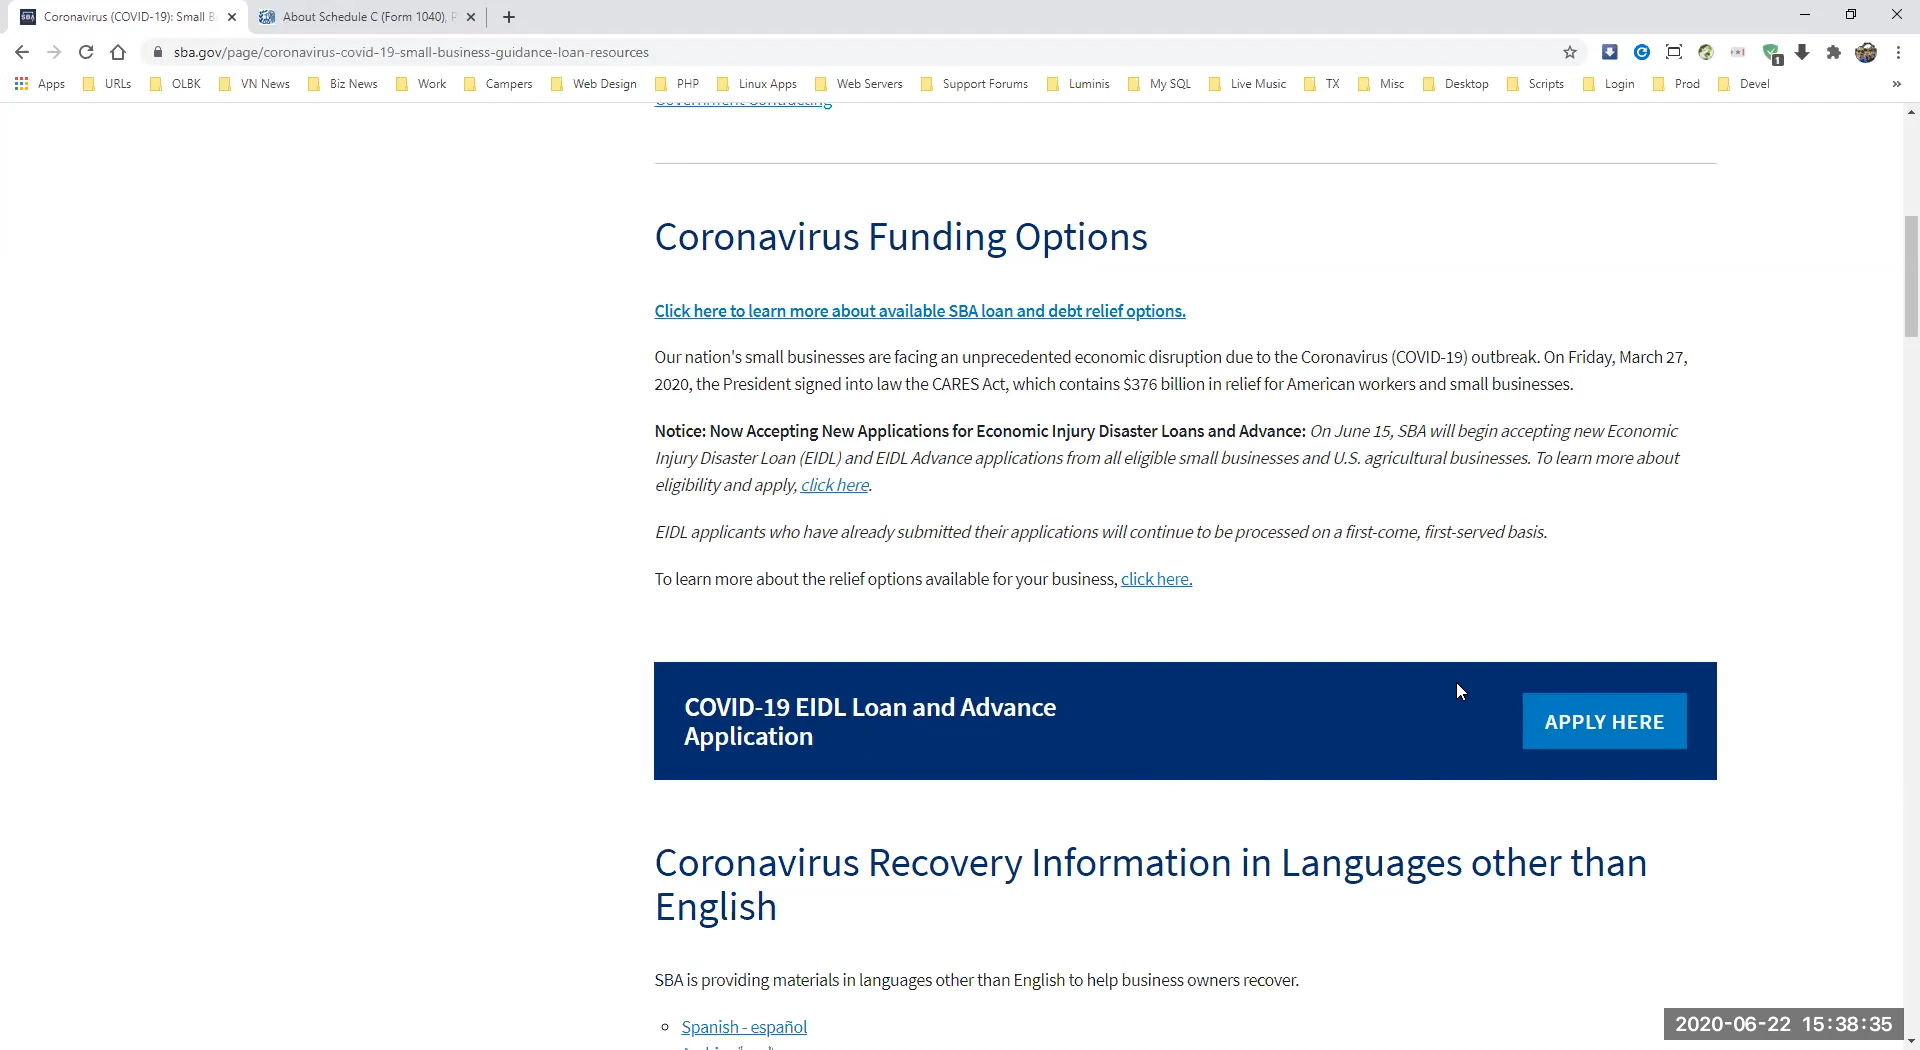 Coronavirus (COVID-19): Small B
About Schedule C (Form 1040), P
sba.gov/page/coronavirus-covid-19-small-business-guidance-loan-resources
Apps URLs OLBK VN News Biz News Work Campers Web Design PHP Linux Apps Web Servers Support Forums Luminis My SQL Live Music TX Misc Desktop Scripts Login Prod Devel »
Government Contracting
Coronavirus Funding Options
Click here to learn more about available SBA loan and debt relief options.
Our nation's small businesses are facing an unprecedented economic disruption due to the Coronavirus (COVID-19) outbreak. On Friday, March 27,
2020, the President signed into law the CARES Act, which contains $376 billion in relief for American workers and small businesses.
Notice: Now Accepting New Applications for Economic Injury Disaster Loans and Advance: On June 15, SBA will begin accepting new Economic
Injury Disaster Loan (EIDL) and EIDL Advance applications from all eligible small businesses and U.S. agricultural businesses. To learn more about
eligibility and apply, click here.
EIDL applicants who have already submitted their applications will continue to be processed on a first-come, first-served basis.
To learn more about the relief options available for your business, click here.
COVID-19 EIDL Loan and Advance
Application
APPLY HERE
Coronavirus Recovery Information in Languages other than
English
SBA is providing materials in languages other than English to help business owners recover.
Spanish - español
2020-06-22 15:38:35